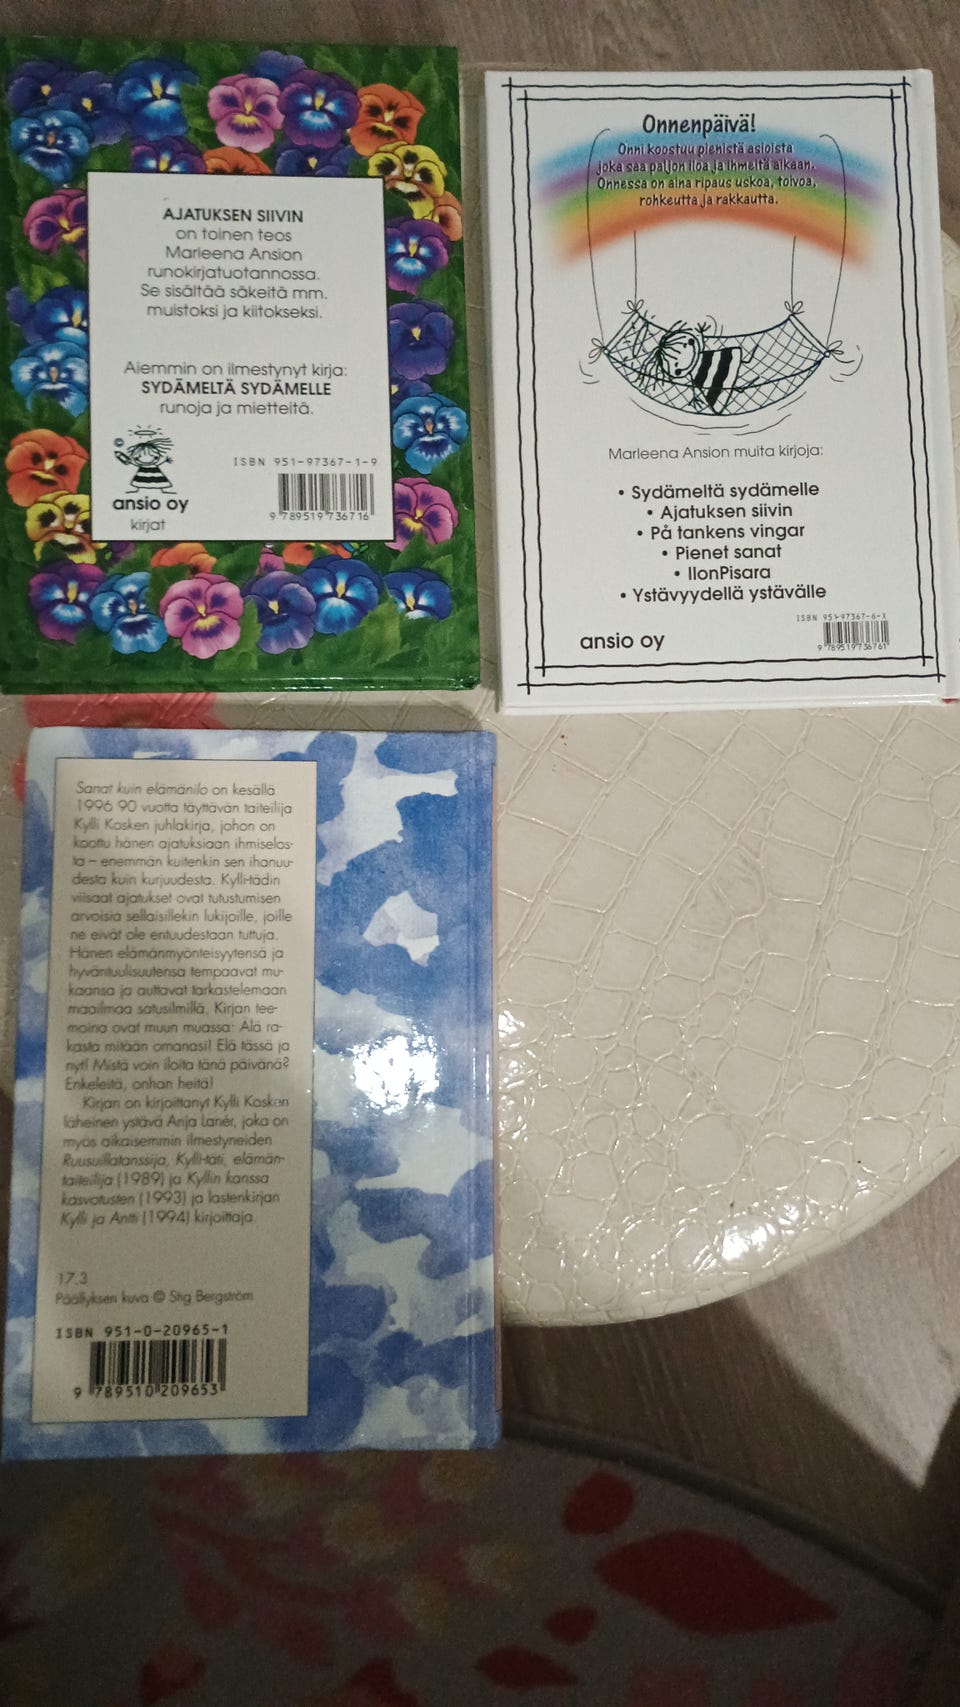 AJATUKSEN SIIVIN
on toinen teos
Marleena Ansion
runokirjatuotannossa.
Se sisältää säkeitä mm.
muistoksi ja kiitokseksi.
Aiemmin on ilmestynyt kirja:
SYDÄMELTÄ SYDÄMELLE
runoja ja mietteitä.
ISBN 951-97367-1-9
9 789519 736716
ansio oy
kirjat
Onnenpäivä!
Onni koostuu pienistä asioista
joka saa paljon iloa ja ihmeitä aikaan.
Onnessa on aina ripaus uskoa, toivoa,
rohkeutta ja rakkautta.
Marleena Ansion muita kirjoja:
• Sydämeltä sydämelle
• Ajatuksen siivin
• På tankens vingar
• Pienet sanat
• IlonPisara
• Ystävyydellä ystävälle
ISBN 951-97367-6-X
9 789519 736761
ansio oy
Sanat kuin elämänilo on kesällä
1996 90 vuotta täyttävän taiteilija
Kylli Kosken juhlakirja, johon on
koottu hänen ajatuksiaan ihmiselos-
ta – enemmän kuitenkin sen ihanuu-
desta kuin kurjuudesta. Kylli-tädin
viisaat ajatukset ovat tutustumisen
arvoisia sellaisillekin lukijoille, joille
ne eivät ole entuudestaan tuttuja.
Hänen elämänmyönteisyytensä ja
hyväntuulisuutensa tempaavat mu-
kaansa ja auttavat tarkastelemaan
maailmaa satusilmillä. Kirjan tee-
moina ovat muun muassa: Älä ra-
kasta mitään omanasi! Elä tässä ja
nyt! Mistä voin iloita tänä päivänä?
Enkeleitä, onhan heitä!
Kirjan on kirjoittanyt Kylli Kosken
läheinen ystävä Anja Lanér, joka on
myös aikaisemmin ilmestyneiden
Ruusuillatanssija, Kylli-täti, elämän-
taiteilija (1989) ja Kyllin kanssa
kasvotusten (1993) ja lastenkirjan
Kylli ja Antti (1994) kirjoittaja.
17.3
Päällyksen kuva © Stig Bergström
ISBN 951-0-20965-1
9 789510 209653